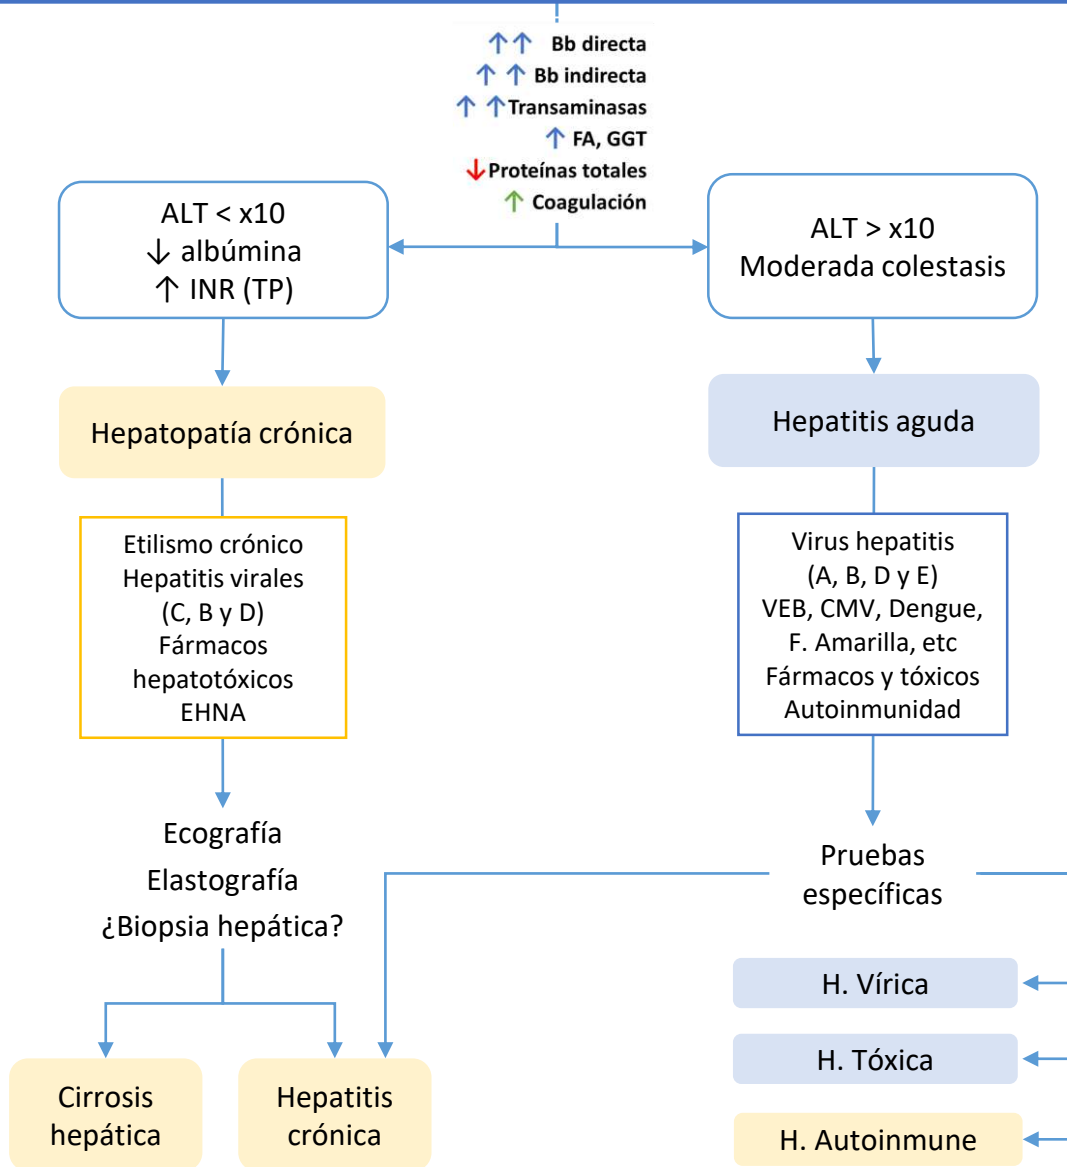 ↑↑ Bb directa
↑ ↑ Bb indirecta
↑ ↑Transaminasas
↑ FA, GGT
↓Proteínas totales
↑ Coagulación
ALT < x10
↓ albúmina
↑ INR (TP)
ALT > x10
Moderada colestasis
Hepatopatía crónica
Hepatitis aguda
Etilismo crónico
Hepatitis virales
(C, B y D)
Fármacos
hepatotóxicos
EHNA
Virus hepatitis
(A, B, D y E)
VEB, CMV, Dengue,
F. Amarilla, etc
Fármacos y tóxicos
Autoinmunidad
Ecografía
Elastografía
¿Biopsia hepática?
Pruebas
específicas
H. Vírica
H. Tóxica
H. Autoinmune
Cirrosis
hepática
Hepatitis
crónica